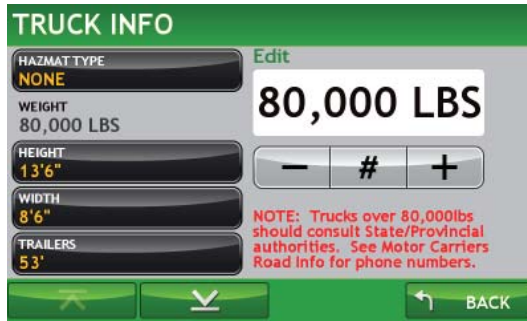 TRUCK INFO
HAZMAT TYPE
NONE
WEIGHT
80,000 LBS
HEIGHT
13'6"
WIDTH
8'6"
TRAILERS
53'
Edit
80,000 LBS
− # +
NOTE: Trucks over 80,000lbs
should consult State/Provincial
authorities. See Motor Carriers
Road Info for phone numbers.
BACK